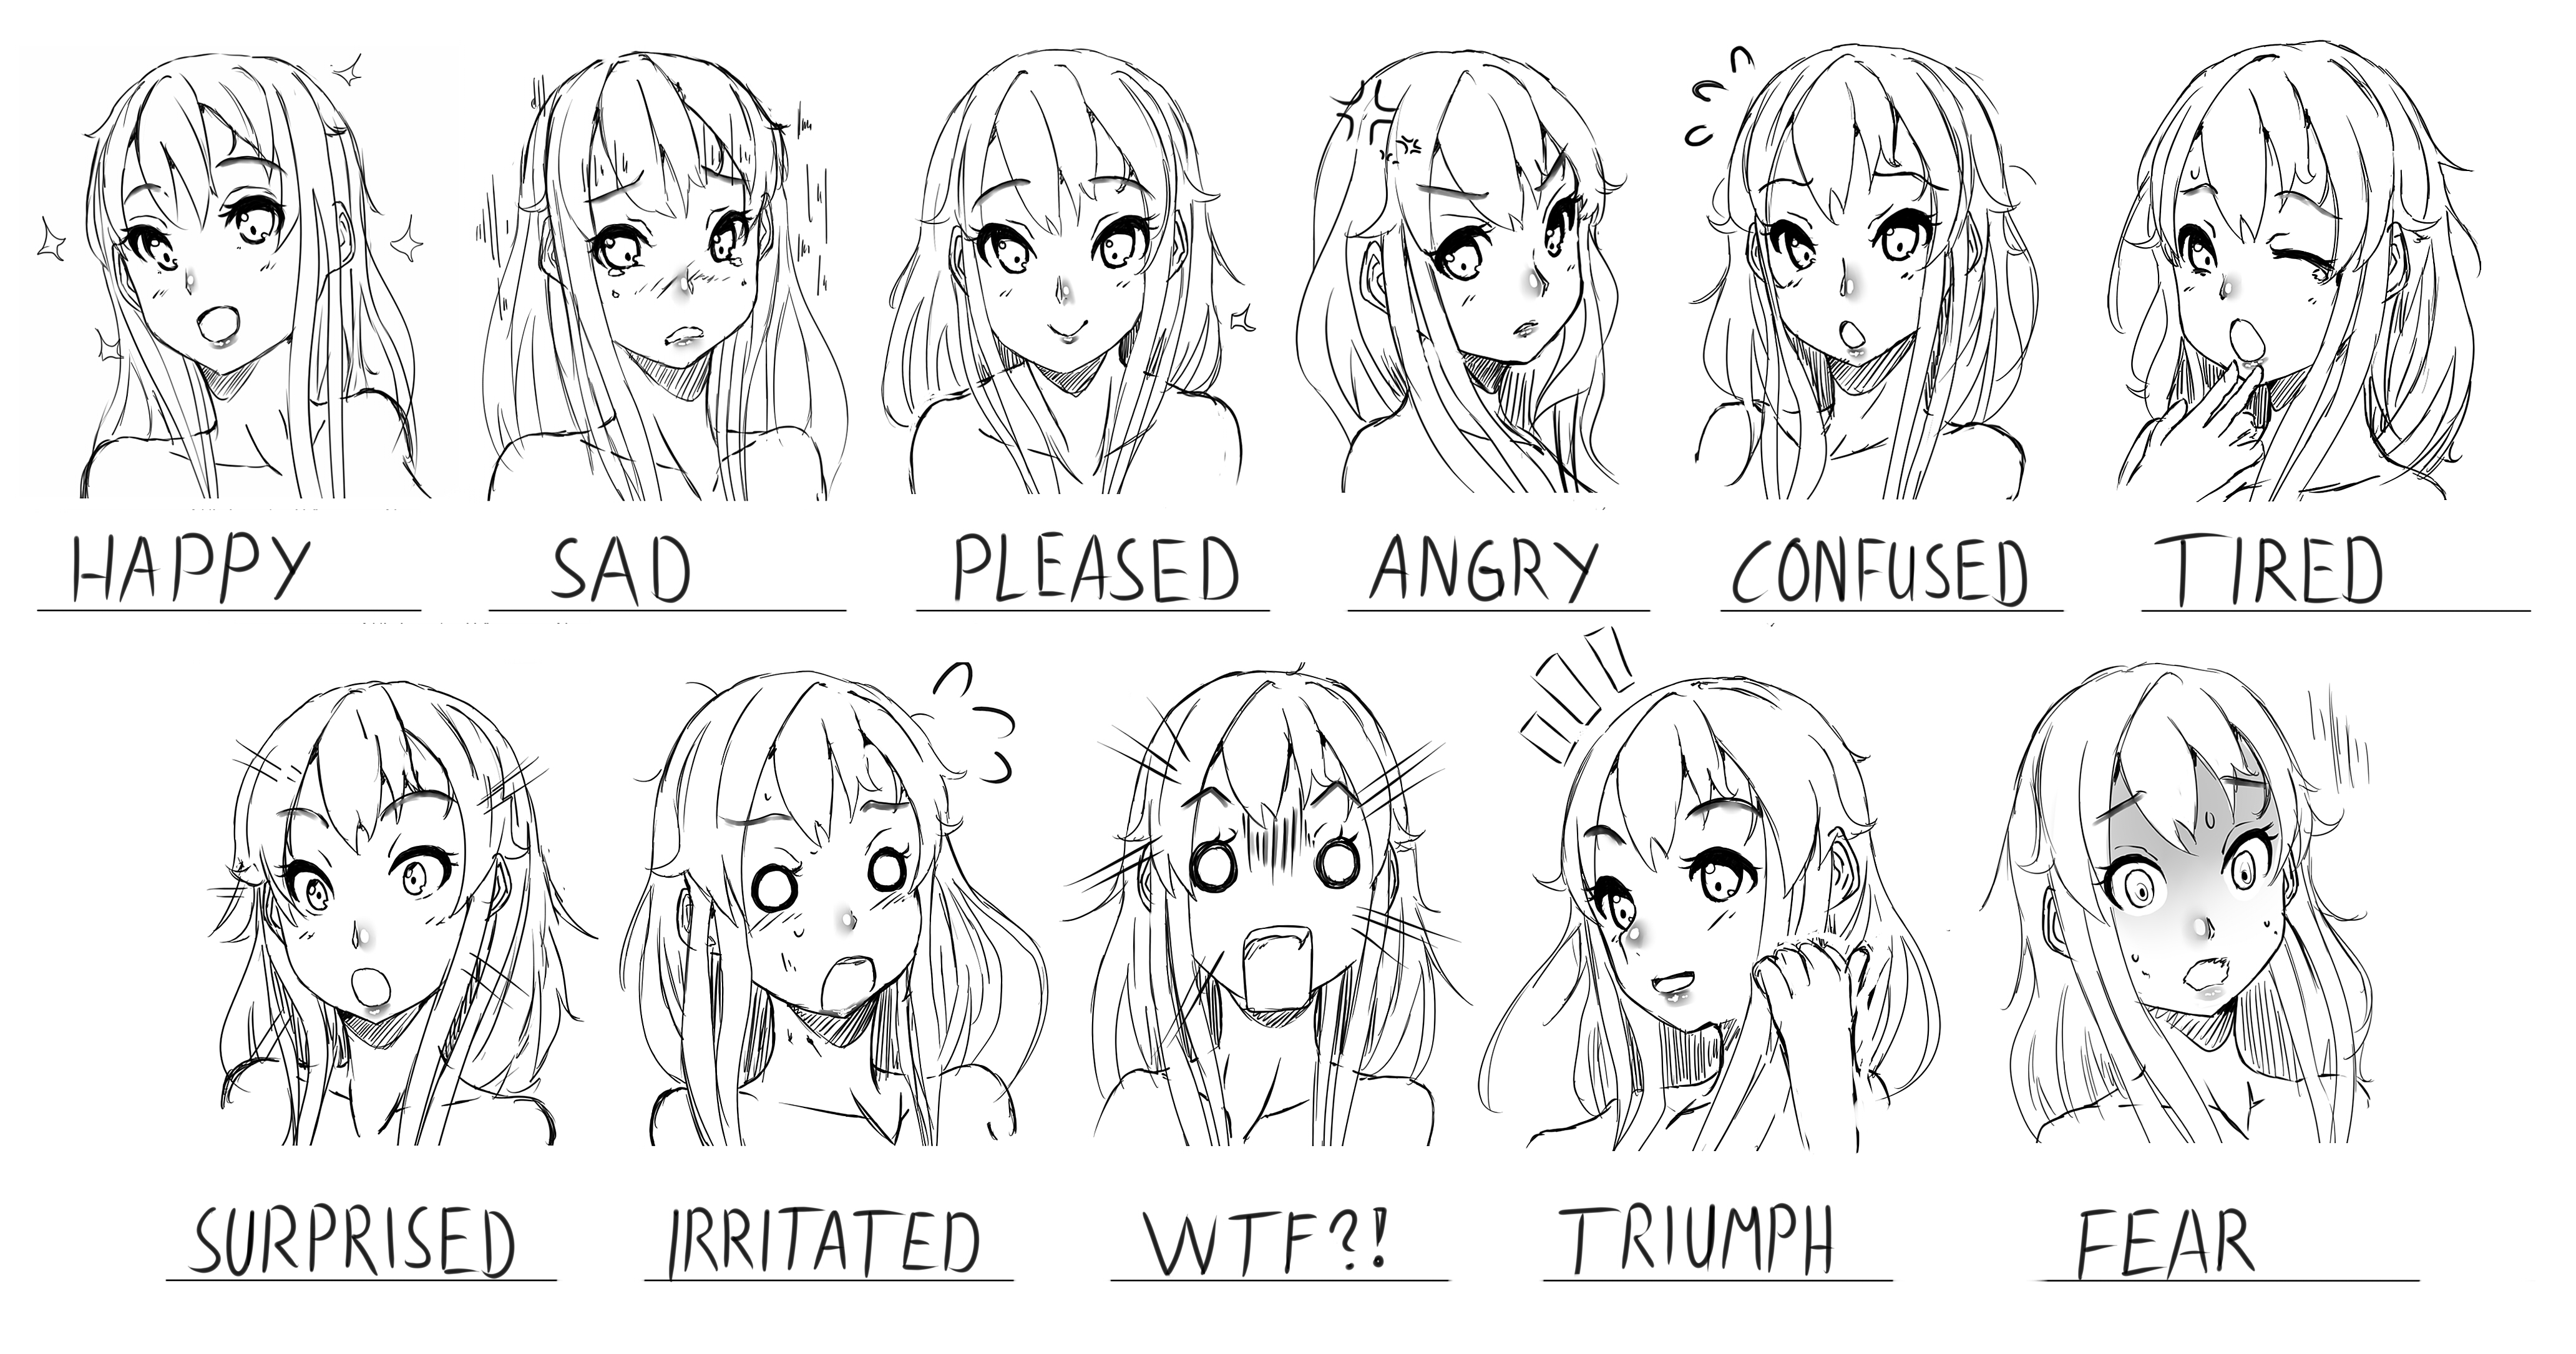 HAPPY SAD PLEASED ANGRY CONFUSED TIRED
SURPRISED IRRITATED WTF?! TRIUMPH FEAR